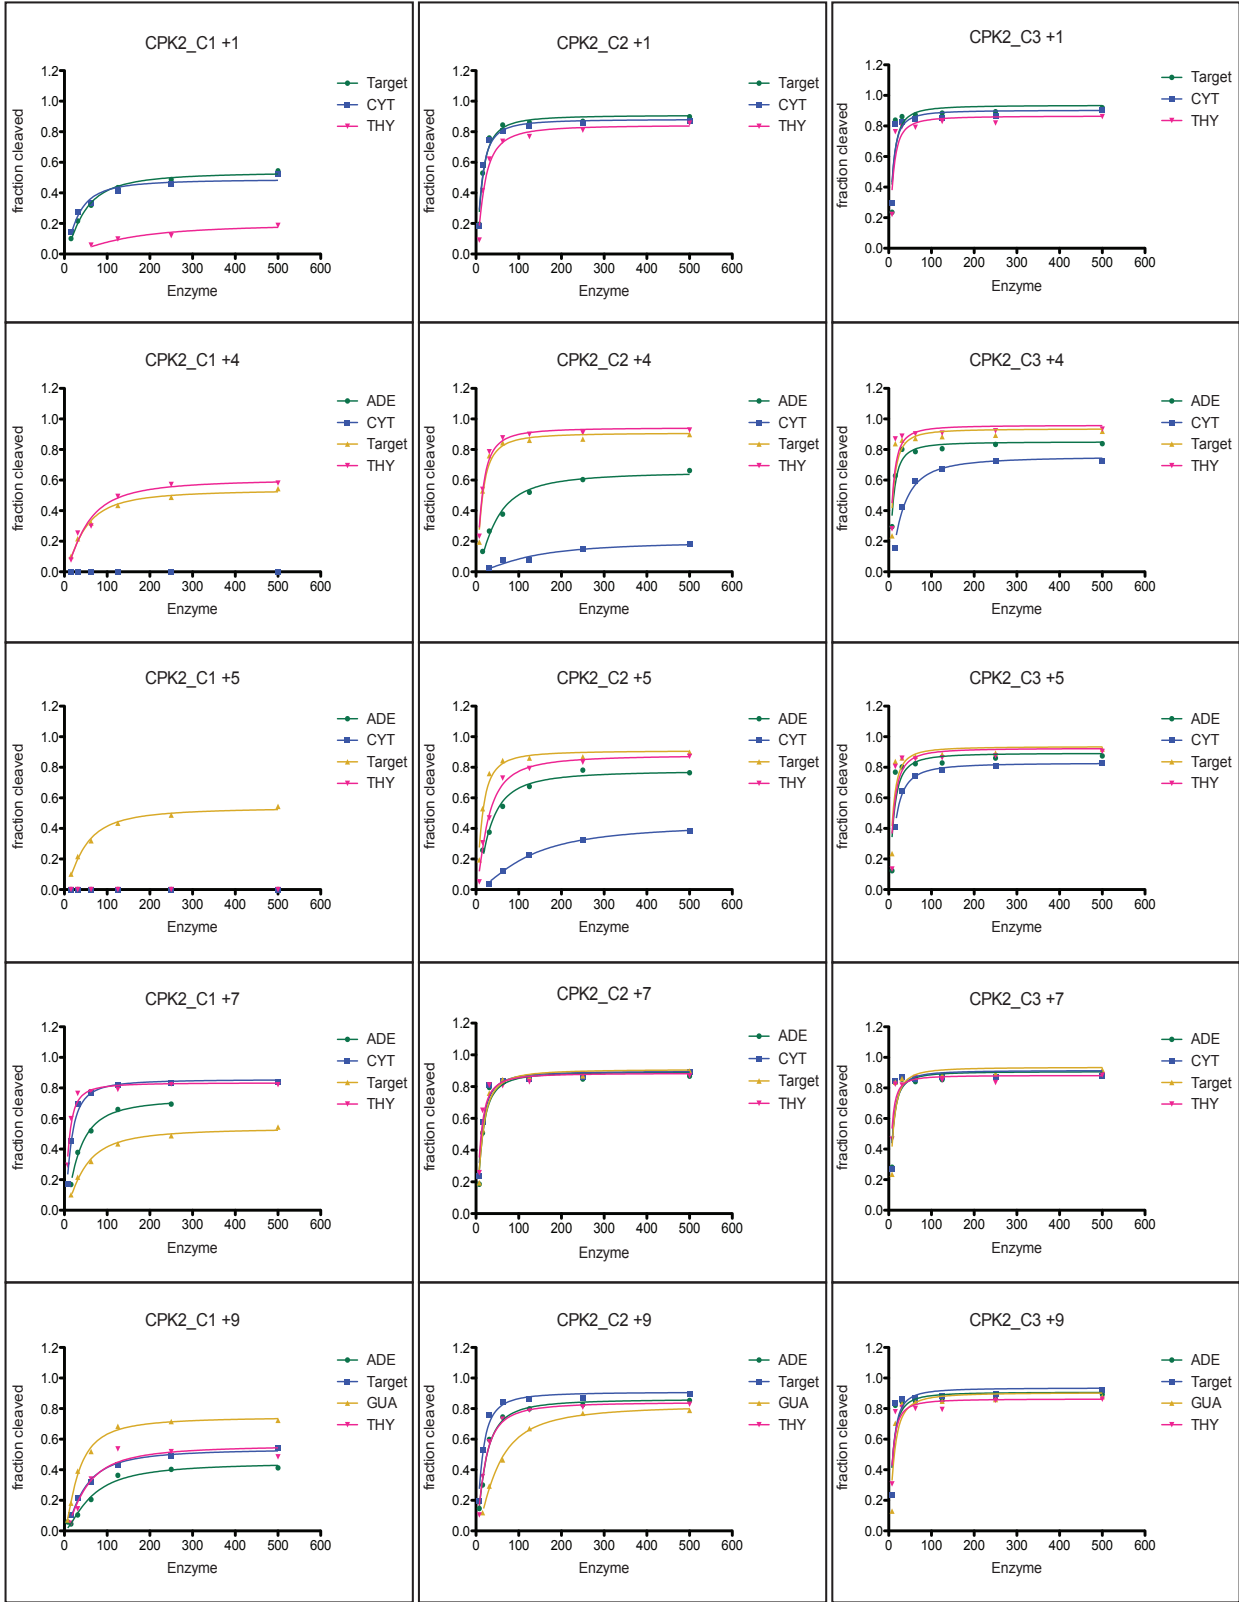 CPK2_C1 +1
fraction cleaved
1.2
1.0
0.8
0.6
0.4
0.2
0.0
0 100 200 300 400 500 600
Enzyme
Target
CYT
THY
CPK2_C2 +1
fraction cleaved
1.2
1.0
0.8
0.6
0.4
0.2
0.0
0 100 200 300 400 500 600
Enzyme
Target
CYT
THY
CPK2_C3 +1
fraction cleaved
1.2
1.0
0.8
0.6
0.4
0.2
0.0
0 100 200 300 400 500 600
Enzyme
Target
CYT
THY
CPK2_C1 +4
fraction cleaved
1.2
1.0
0.8
0.6
0.4
0.2
0.0
0 100 200 300 400 500 600
Enzyme
ADE
CYT
Target
THY
CPK2_C2 +4
fraction cleaved
1.2
1.0
0.8
0.6
0.4
0.2
0.0
0 100 200 300 400 500 600
Enzyme
ADE
CYT
Target
THY
CPK2_C3 +4
fraction cleaved
1.2
1.0
0.8
0.6
0.4
0.2
0.0
0 100 200 300 400 500 600
Enzyme
ADE
CYT
Target
THY
CPK2_C1 +5
fraction cleaved
1.2
1.0
0.8
0.6
0.4
0.2
0.0
0 100 200 300 400 500 600
Enzyme
ADE
CYT
Target
THY
CPK2_C2 +5
fraction cleaved
1.2
1.0
0.8
0.6
0.4
0.2
0.0
0 100 200 300 400 500 600
Enzyme
ADE
CYT
Target
THY
CPK2_C3 +5
fraction cleaved
1.2
1.0
0.8
0.6
0.4
0.2
0.0
0 100 200 300 400 500 600
Enzyme
ADE
CYT
Target
THY
CPK2_C1 +7
fraction cleaved
1.2
1.0
0.8
0.6
0.4
0.2
0.0
0 100 200 300 400 500 600
Enzyme
ADE
CYT
Target
THY
CPK2_C2 +7
fraction cleaved
1.2
1.0
0.8
0.6
0.4
0.2
0.0
0 100 200 300 400 500 600
Enzyme
ADE
CYT
Target
THY
CPK2_C3 +7
fraction cleaved
1.2
1.0
0.8
0.6
0.4
0.2
0.0
0 100 200 300 400 500 600
Enzyme
ADE
CYT
Target
THY
CPK2_C1 +9
fraction cleaved
1.2
1.0
0.8
0.6
0.4
0.2
0.0
0 100 200 300 400 500 600
Enzyme
ADE
Target
GUA
THY
CPK2_C2 +9
fraction cleaved
1.2
1.0
0.8
0.6
0.4
0.2
0.0
0 100 200 300 400 500 600
Enzyme
ADE
Target
GUA
THY
CPK2_C3 +9
fraction cleaved
1.2
1.0
0.8
0.6
0.4
0.2
0.0
0 100 200 300 400 500 600
Enzyme
ADE
Target
GUA
THY